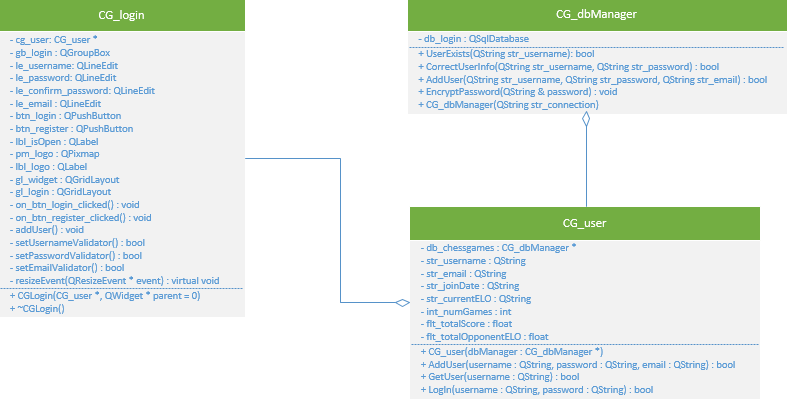 CG_login
- cg_user: CG_user *
- gb_login : QGroupBox
- le_username: QLineEdit
- le_password: QLineEdit
- le_confirm_password: QLineEdit
- le_email : QLineEdit
- btn_login : QPushButton
- btn_register : QPushButton
- lbl_isOpen : QLabel
- pm_logo : QPixmap
- lbl_logo : QLabel
- gl_widget : QGridLayout
- gl_login : QGridLayout
- on_btn_login_clicked() : void
- on_btn_register_clicked() : void
- addUser() : void
- setUsernameValidator() : bool
- setPasswordValidator() : bool
- setEmailValidator() : bool
- resizeEvent(QResizeEvent * event) : virtual void
+ CGLogin(CG_user *, QWidget * parent = 0)
+ ~CGLogin()
CG_dbManager
- db_login : QSqlDatabase
+ UserExists(QString str_username): bool
+ CorrectUserInfo(QString str_username, QString str_password) : bool
+ AddUser(QString str_username, QString str_password, QString str_email) : bool
+ EncryptPassword(QString & password) : void
+ CG_dbManager(QString str_connection)
CG_user
- db_chessgames : CG_dbManager *
- str_username : QString
- str_email : QString
- str_joinDate : QString
- str_currentELO : QString
- int_numGames : int
- flt_totalScore : float
- flt_totalOpponentELO : float
+ CG_user(dbManager : CG_dbManager *)
+ AddUser(username : QString, password : QString, email : QString) : bool
+ GetUser(username : QString) : bool
+ LogIn(username : QString, password : QString) : bool